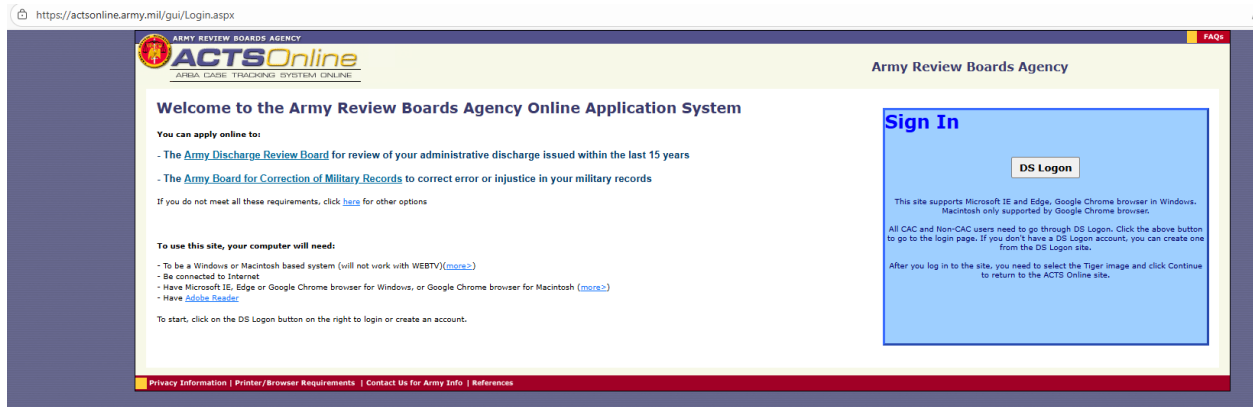 https://actsonline.army.mil/gui/Login.aspx
ARMY REVIEW BOARDS AGENCY
FAQs
ACTSOnline
ARBA CASE TRACKING SYSTEM ONLINE
Army Review Boards Agency
Welcome to the Army Review Boards Agency Online Application System
You can apply online to:
- The Army Discharge Review Board for review of your administrative discharge issued within the last 15 years
- The Army Board for Correction of Military Records to correct error or injustice in your military records
If you do not meet all these requirements, click here for other options
To use this site, your computer will need:
- To be a Windows or Macintosh based system (will not work with WEBTV)(more>)
- Be connected to Internet
- Have Microsoft IE, Edge or Google Chrome browser for Windows, or Google Chrome browser for Macintosh (more>)
- Have Adobe Reader
To start, click on the DS Logon button on the right to login or create an account.
Sign In
DS Logon
This site supports Microsoft IE and Edge, Google Chrome browser in Windows.
Macintosh only supported by Google Chrome browser.
All CAC and Non-CAC users need to go through DS Logon. Click the above button
to go to the login page. If you don't have a DS Logon account, you can create one
from the DS Logon site.
After you log in to the site, you need to select the Tiger image and click Continue
to return to the ACTS Online site.
Privacy Information | Printer/Browser Requirements | Contact Us for Army Info | References